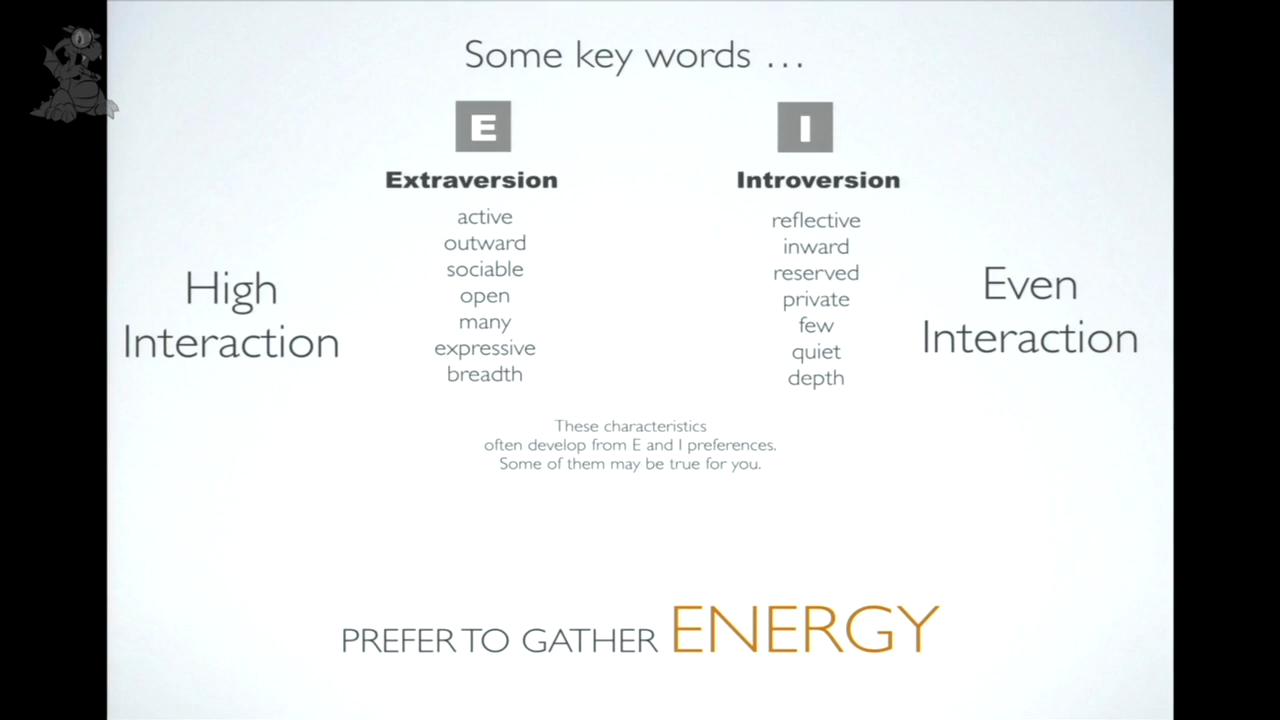 Some key words …
E
Extraversion
active
outward
sociable
open
many
expressive
breadth
I
Introversion
reflective
inward
reserved
private
few
quiet
depth
High
Interaction
Even
Interaction
These characteristics
often develop from E and I preferences.
Some of them may be true for you.
PREFER TO GATHER ENERGY